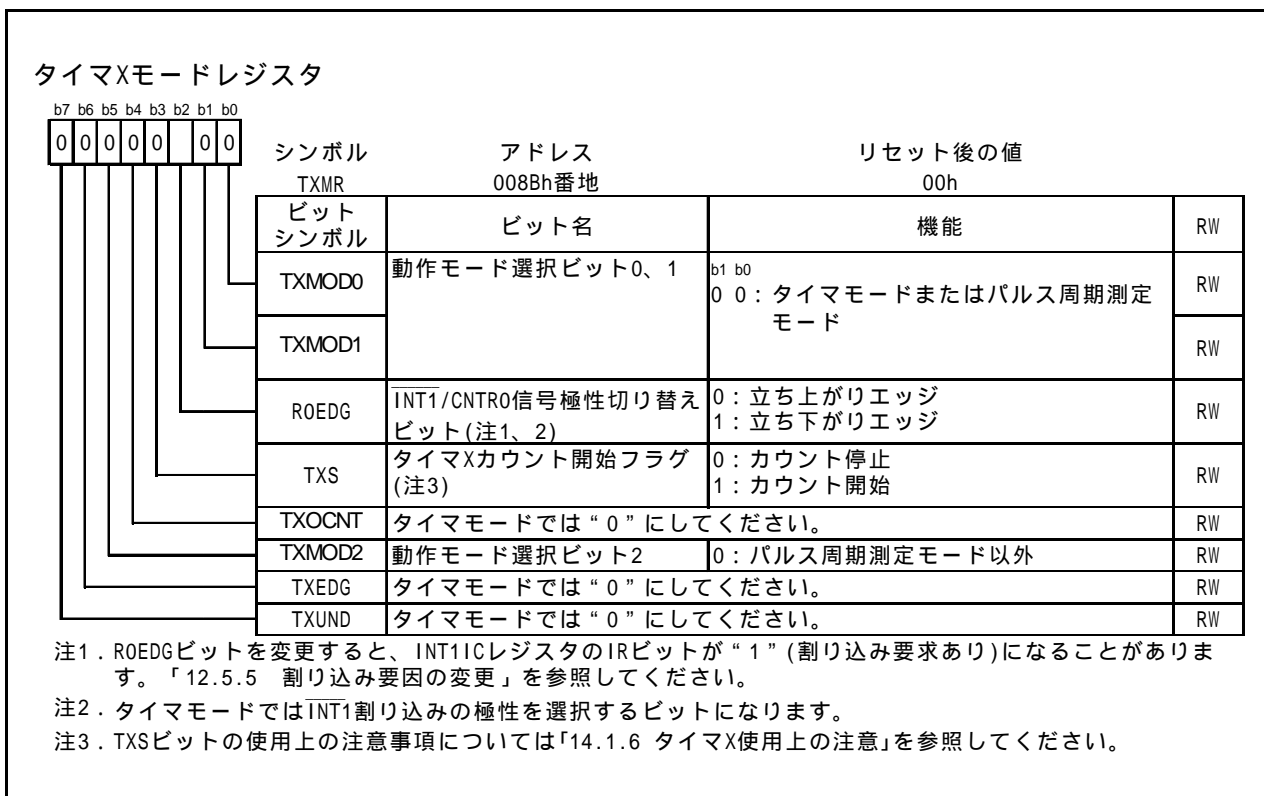 タイマXモードレジスタ
b7 b6 b5 b4 b3 b2 b1 b0
0 0 0 0 0 0 0
シンボル アドレス リセット後の値
TXMR 008Bh番地 00h
ビット
シンボル
ビット名 機能 RW
TXMOD0 動作モード選択ビット0、1 b1 b0
0 0：タイマモードまたはパルス周期測定
モード
RW
TXMOD1 RW
R0EDG INT1/CNTR0信号極性切り替え
ビット(注1、2)
0：立ち上がりエッジ
1：立ち下がりエッジ
RW
TXS タイマXカウント開始フラグ
(注3)
0：カウント停止
1：カウント開始
RW
TXOCNT タイマモードでは“0”にしてください。 RW
TXMOD2 動作モード選択ビット2 0：パルス周期測定モード以外 RW
TXEDG タイマモードでは“0”にしてください。 RW
TXUND タイマモードでは“0”にしてください。 RW
注1．R0EDGビットを変更すると、INT1ICレジスタのIRビットが“1”(割り込み要求あり)になることがありま
す。「12.5.5 割り込み要因の変更」を参照してください。
注2．タイマモードではINT1割り込みの極性を選択するビットになります。
注3．TXSビットの使用上の注意事項については「14.1.6 タイマX使用上の注意」を参照してください。